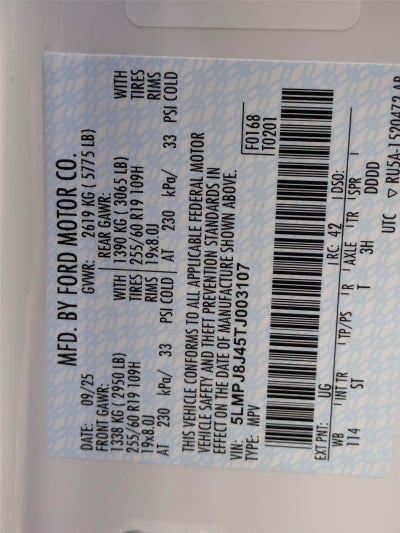 MFD. BY FORD MOTOR CO.
DATE: 09/25 GVWR: 2619 KG ( 5775 LB)
FRONT GAWR: REAR GAWR: WITH
1338 KG ( 2950 LB) WITH 1390 KG ( 3065 LB) TIRES
255/60 R19 109H TIRES 255/60 R19 109H RIMS
19x8.0J RIMS 19x8.0J
AT 230 kPa/ 33 PSI COLD AT 230 kPa/ 33 PSI COLD
THIS VEHICLE CONFORMS TO ALL APPLICABLE FEDERAL MOTOR
VEHICLE SAFETY AND THEFT PREVENTION STANDARDS IN
EFFECT ON THE DATE OF MANUFACTURE SHOWN ABOVE.
VIN: 5LMPJ8J45TJ003107
TYPE: MPV
F0168
T0201
EXT PNT: UG RC: 42 DSO:
WB INT TR TP/PS R AXLE TR SPR
114 ST T 3H DDDD
UTC RU5A-1520472-AB